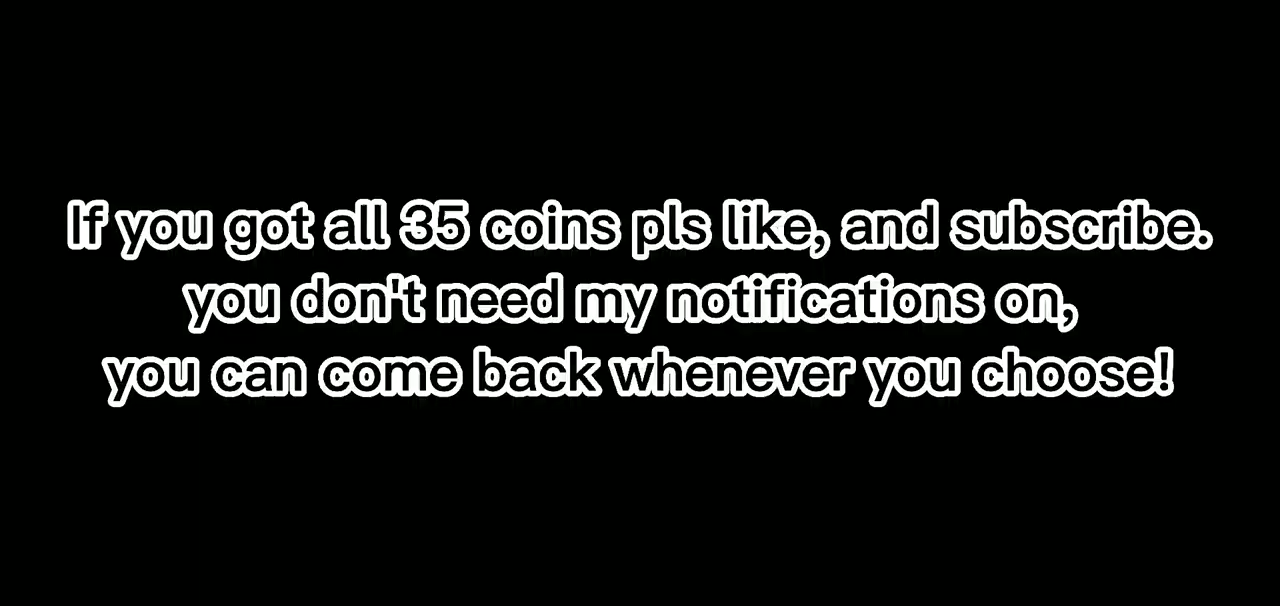 If you got all 35 coins pls like, and subscribe.
you don't need my notifications on,
you can come back whenever you choose!